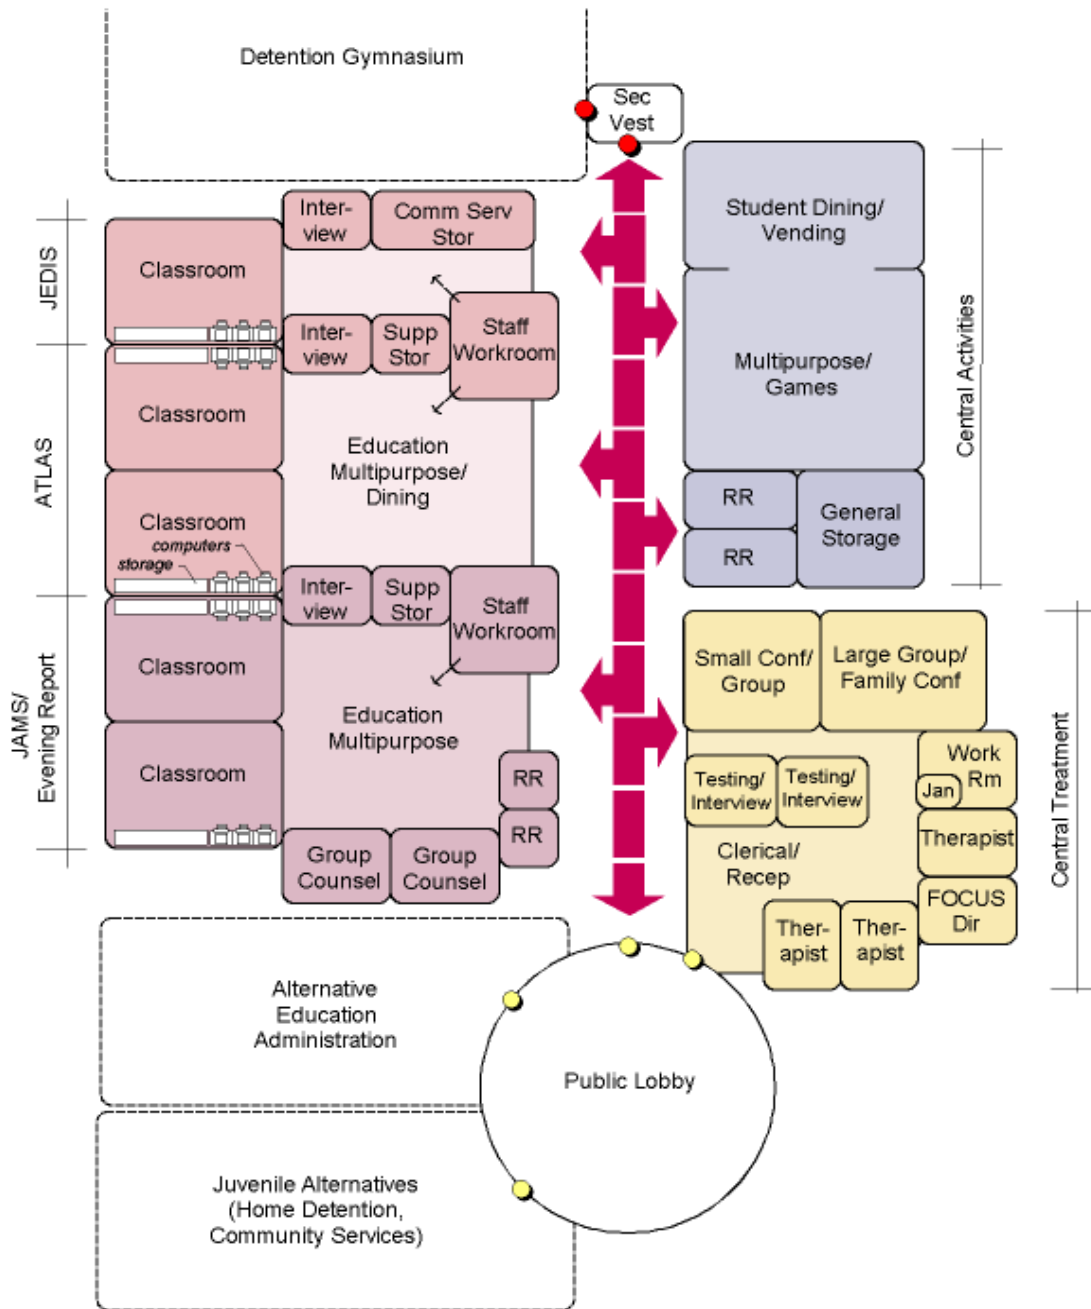 Detention Gymnasium
Sec
Vest
JEDIS
Classroom
Inter-
view
Comm Serv
Stor
Inter-
view
Supp
Stor
Staff
Workroom
ATLAS
Classroom
Education
Multipurpose/
Dining
Classroom
computers
storage
Inter-
view
Supp
Stor
Staff
Workroom
JAMS/
Evening Report
Classroom
Education
Multipurpose
Classroom
RR
RR
Group
Counsel
Group
Counsel
Student Dining/
Vending
Multipurpose/
Games
RR
RR
General
Storage
Central Activities
Small Conf/
Group
Large Group/
Family Conf
Testing/
Interview
Testing/
Interview
Work
Rm
Jan
Therapist
FOCUS
Dir
Clerical/
Recep
Ther-
apist
Ther-
apist
Central Treatment
Alternative
Education
Administration
Public Lobby
Juvenile Alternatives
(Home Detention,
Community Services)